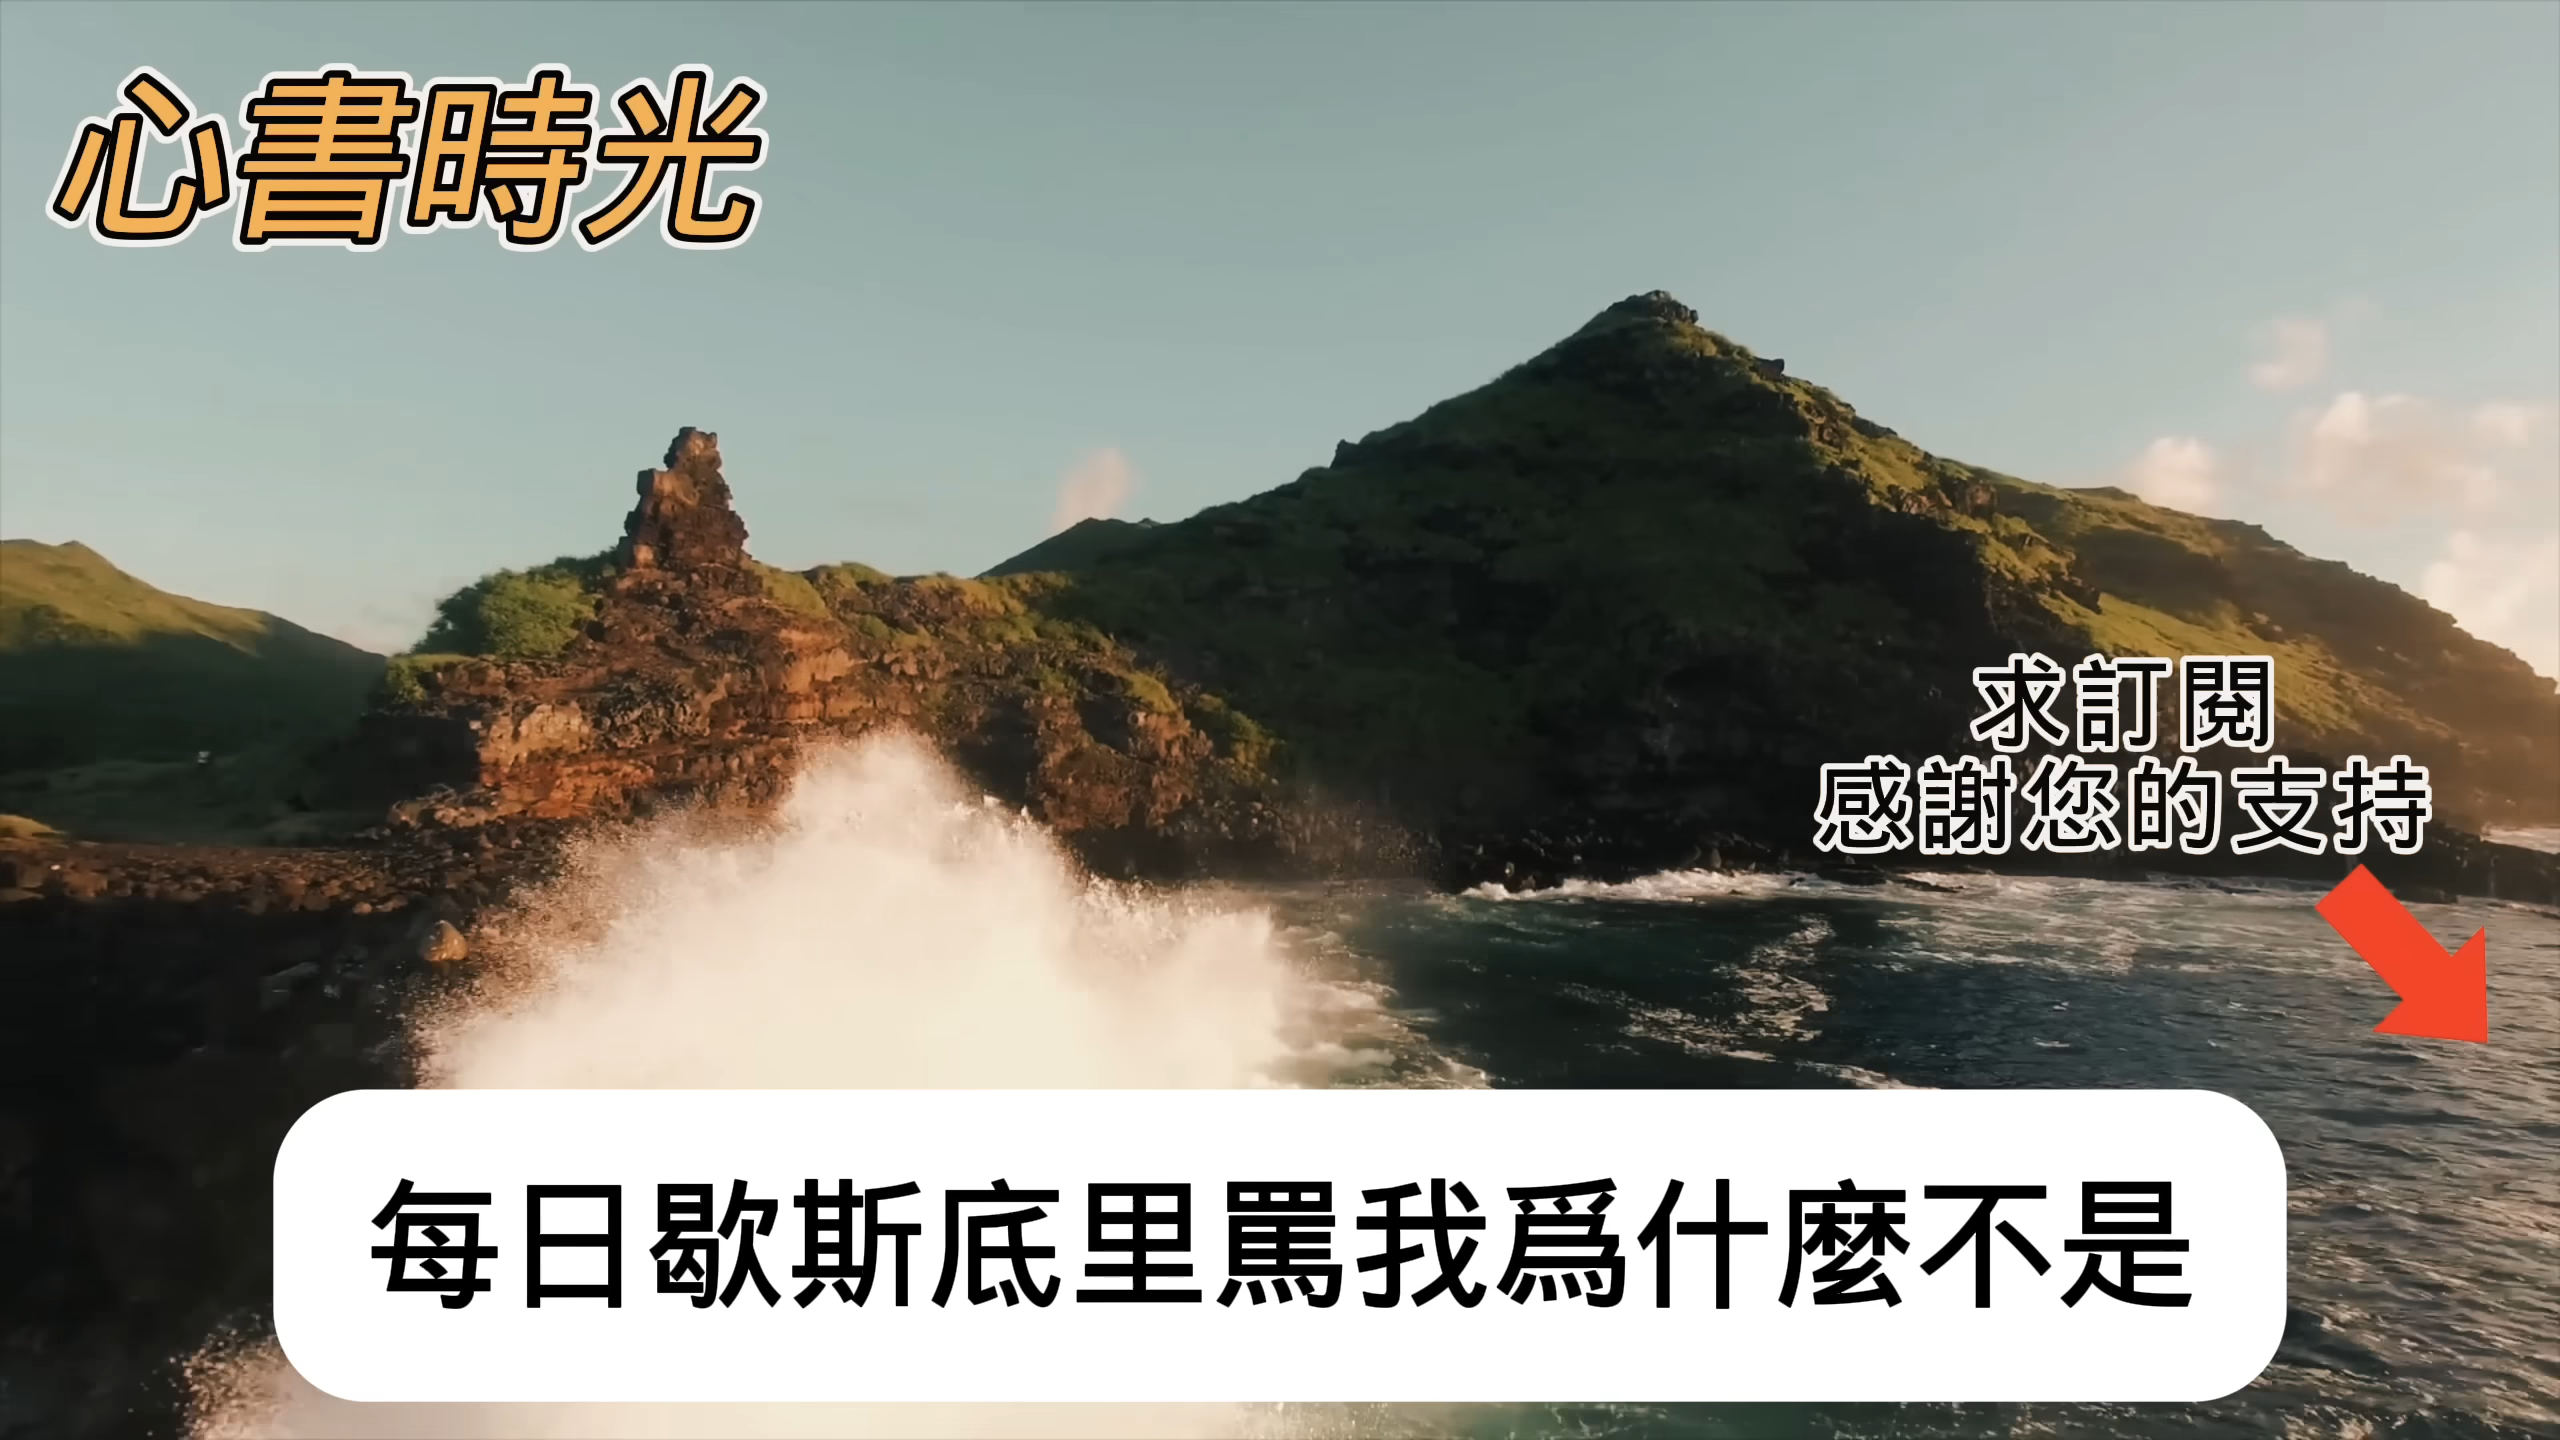 心書時光
求訂閱
感謝您的支持
每日歇斯底里罵我爲什麼不是